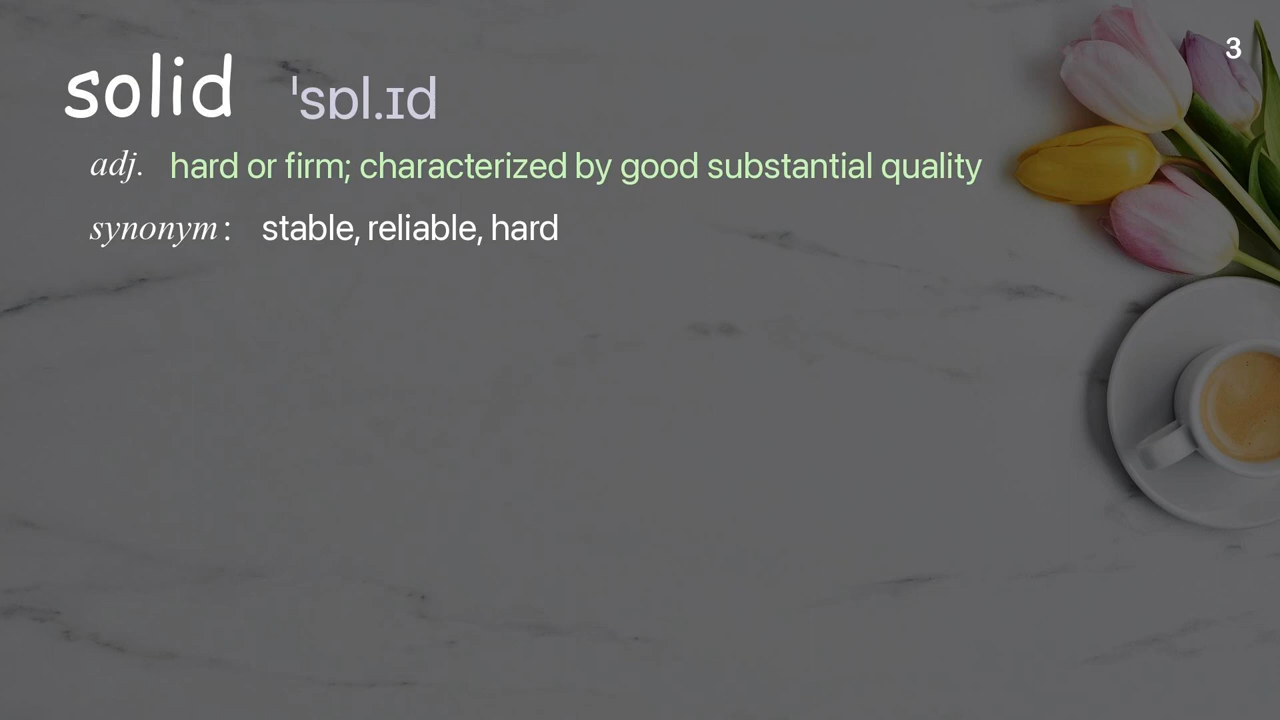 3
solid ˈsɒl.ɪd
adj. hard or firm; characterized by good substantial quality
synonym: stable, reliable, hard